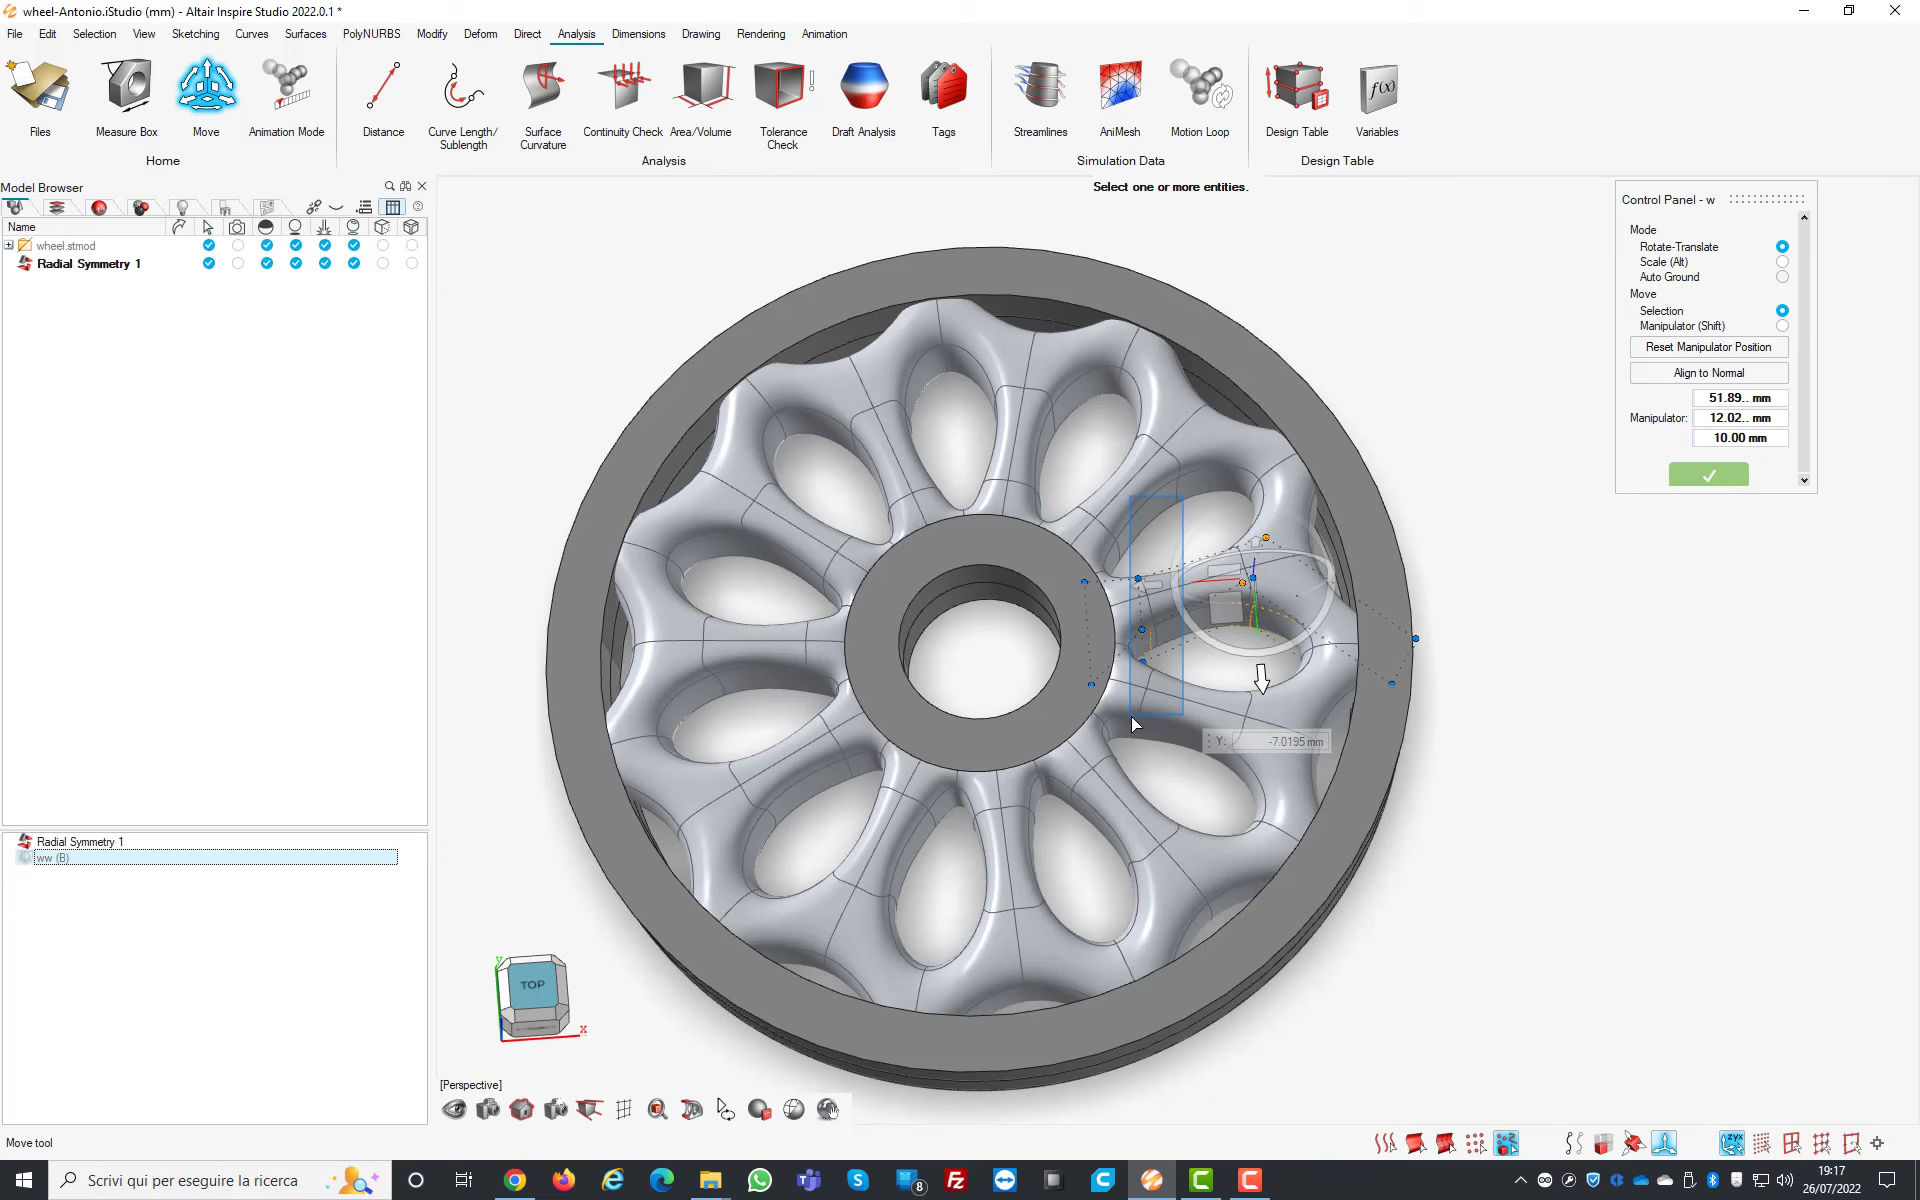 wheel-Antonio.iStudio (mm) - Altair Inspire Studio 2022.0.1 *
File Edit Selection View Sketching Curves Surfaces PolyNURBS Modify Deform Direct Analysis Dimensions Drawing Rendering Animation
Files Measure Box Move Animation Mode Distance Curve Length/ Surface Continuity Check Area/Volume Tolerance Draft Analysis Tags Streamlines AniMesh Motion Loop Design Table Variables
Sublength Curvature Check
Home Analysis Simulation Data Design Table
Model Browser
Select one or more entities.
Name
wheel.stmod
Radial Symmetry 1
Control Panel - w
Mode
Rotate-Translate
Scale (Alt)
Auto Ground
Move
Selection
Manipulator (Shift)
Reset Manipulator Position
Align to Normal
51.89.. mm
Manipulator: 12.02.. mm
10.00 mm
Y: -7.0195 mm
Radial Symmetry 1
ww (B)
TOP
y
x
[Perspective]
Move tool
zyx
Scrivi qui per eseguire la ricerca
8
19:17
26/07/2022